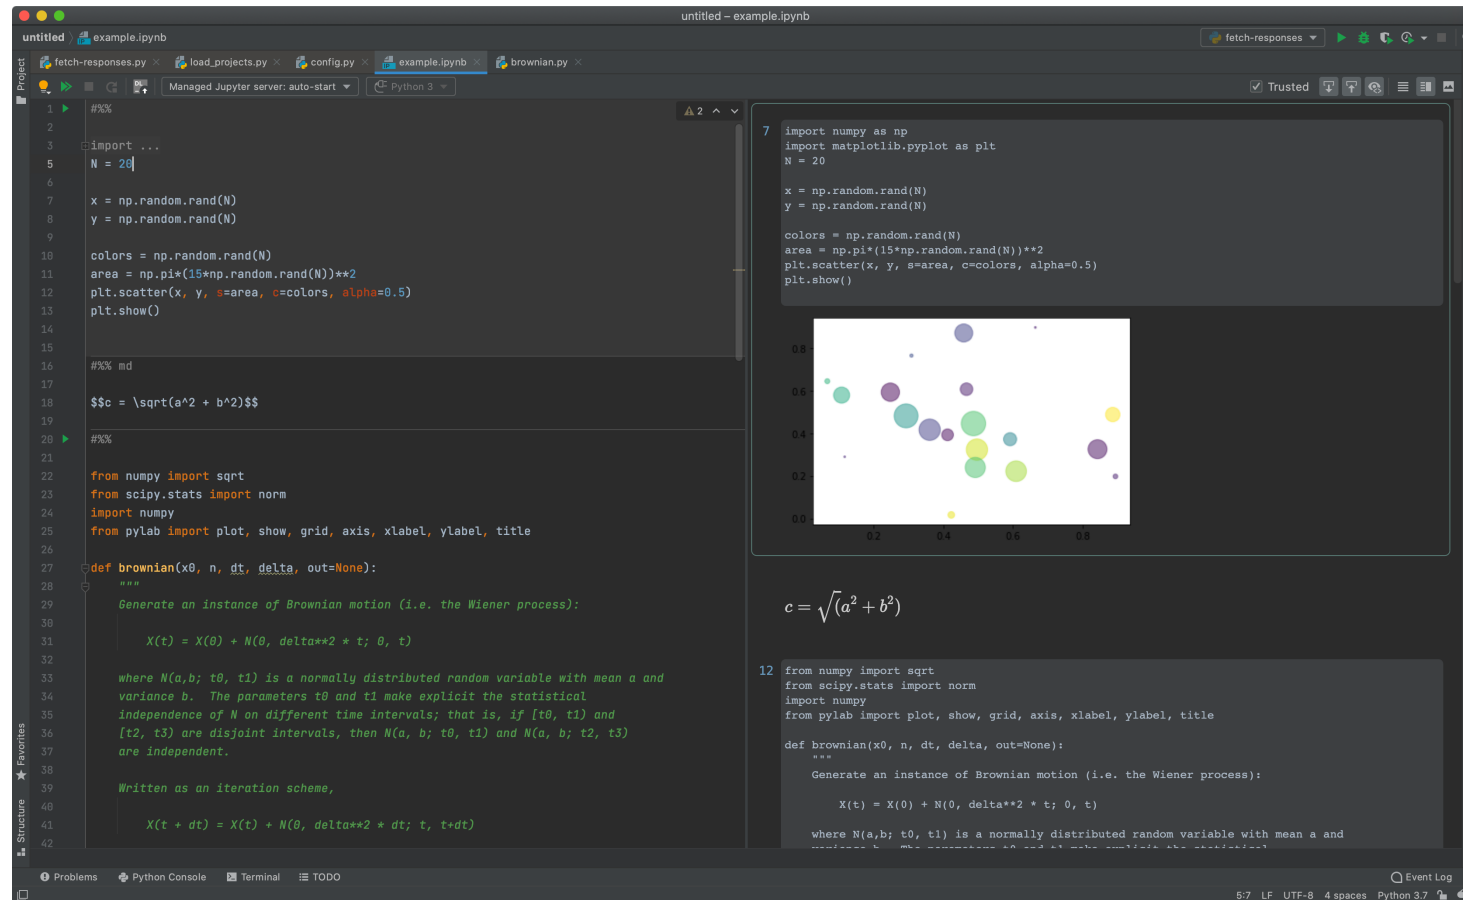 untitled – example.ipynb
untitled example.ipynb
fetch-responses
Project
fetch-responses.py
load_projects.py
config.py
example.ipynb
brownian.py
Managed Jupyter server: auto-start
Python 3
Trusted
1 #%%
2
3 import ...
5 N = 20
6
7 x = np.random.rand(N)
8 y = np.random.rand(N)
9
10 colors = np.random.rand(N)
11 area = np.pi*(15*np.random.rand(N))**2
12 plt.scatter(x, y, s=area, c=colors, alpha=0.5)
13 plt.show()
14
15
16 #%% md
17
18 $$c = \sqrt(a^2 + b^2)$$
19
20 #%%
21
22 from numpy import sqrt
23 from scipy.stats import norm
24 import numpy
25 from pylab import plot, show, grid, axis, xlabel, ylabel, title
26
27 def brownian(x0, n, dt, delta, out=None):
28 """
29 Generate an instance of Brownian motion (i.e. the Wiener process):
30
31 X(t) = X(0) + N(0, delta**2 * t; 0, t)
32
33 where N(a,b; t0, t1) is a normally distributed random variable with mean a and
34 variance b. The parameters t0 and t1 make explicit the statistical
35 independence of N on different time intervals; that is, if [t0, t1) and
36 [t2, t3) are disjoint intervals, then N(a, b; t0, t1) and N(a, b; t2, t3)
37 are independent.
38
39 Written as an iteration scheme,
40
41 X(t + dt) = X(t) + N(0, delta**2 * dt; t, t+dt)
42
2
7 import numpy as np
import matplotlib.pyplot as plt
N = 20
x = np.random.rand(N)
y = np.random.rand(N)
colors = np.random.rand(N)
area = np.pi*(15*np.random.rand(N))**2
plt.scatter(x, y, s=area, c=colors, alpha=0.5)
plt.show()
0.8
0.6
0.4
0.2
0.0
0.2 0.4 0.6 0.8
c = √(a² + b²)
12 from numpy import sqrt
from scipy.stats import norm
import numpy
from pylab import plot, show, grid, axis, xlabel, ylabel, title
def brownian(x0, n, dt, delta, out=None):
"""
Generate an instance of Brownian motion (i.e. the Wiener process):
X(t) = X(0) + N(0, delta**2 * t; 0, t)
where N(a,b; t0, t1) is a normally distributed random variable with mean a and
variance b. The parameters t0 and t1 make explicit the statistical
Favorites
Structure
Problems
Python Console
Terminal
TODO
Event Log
5:7 LF UTF-8 4 spaces Python 3.7